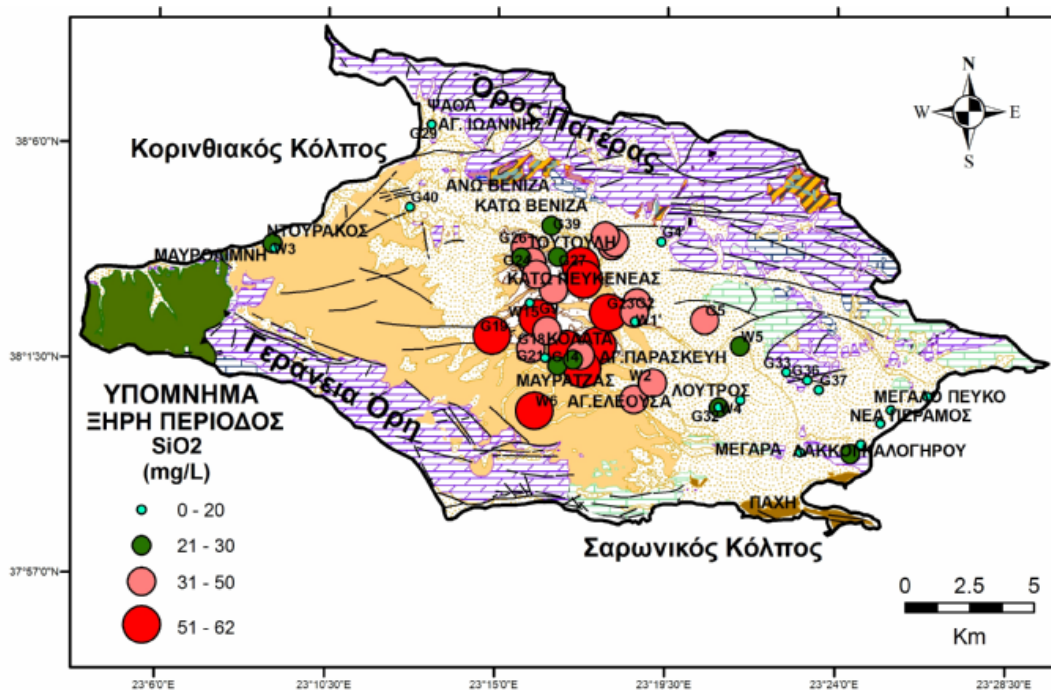 N
W E
S
Όρος Πατέρας
ΨΑΘΑ
ΑΓ. ΙΩΑΝΝΗΣ
G29
38°6'0"N
Κορινθιακός Κόλπος
ΑΝΩ ΒΕΝΙΖΑ
ΚΑΤΩ ΒΕΝΙΖΑ
G40
G39
G4
ΝΤΟΥΡΑΚΟΣ
W3
ΜΑΥΡΟΛΙΜΝΗ
G26
ΤΟΥΤΟΥΛΗ
G24
G27
ΚΑΤΩ ΠΕΥΚΕΝΕΑΣ
G23
G2
W15
W1'
G5
G19
G18
ΚΟΛΑΤΑ
W5
G21
G14
ΑΓ.ΠΑΡΑΣΚΕΥΗ
38°1'30"N
ΜΑΥΡΑΤΖΑΣ
W2
ΛΟΥΤΡΟΣ
G33
G36
G37
W6
ΑΓ.ΕΛΕΟΥΣΑ
G32
W4
ΜΕΓΑΛΟ ΠΕΥΚΟ
ΝΕΑ ΠΕΡΑΜΟΣ
ΜΕΓΑΡΑ
ΛΑΚΚΟΙ ΚΑΛΟΓΗΡΟΥ
ΠΑΧΗ
Γεράνεια Όρη
Σαρωνικός Κόλπος
ΥΠΟΜΝΗΜΑ
ΞΗΡΗ ΠΕΡΙΟΔΟΣ
SiO2
(mg/L)
0 - 20
21 - 30
31 - 50
51 - 62
37°57'0"N
0 2.5 5
Km
23°6'0"E 23°10'30"E 23°15'0"E 23°19'30"E 23°24'0"E 23°28'30"E